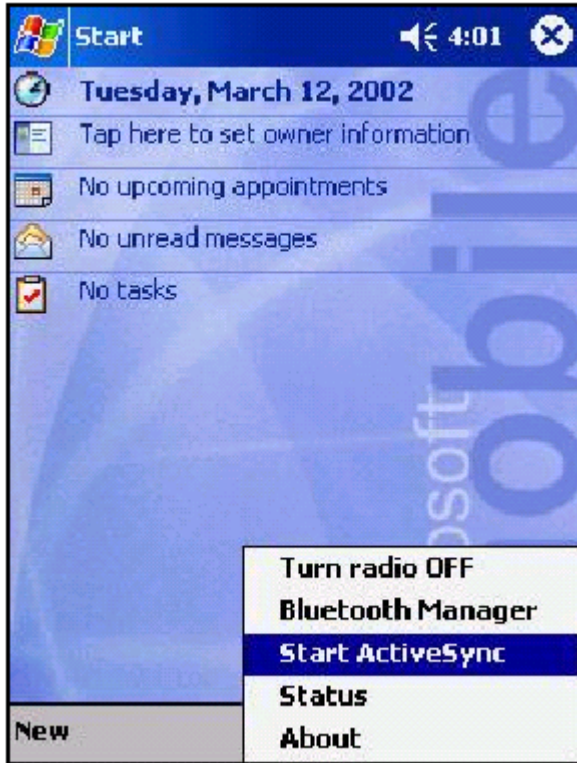 Start 4:01
Tuesday, March 12, 2002
Tap here to set owner information
No upcoming appointments
No unread messages
No tasks
Turn radio OFF
Bluetooth Manager
Start ActiveSync
Status
About
New